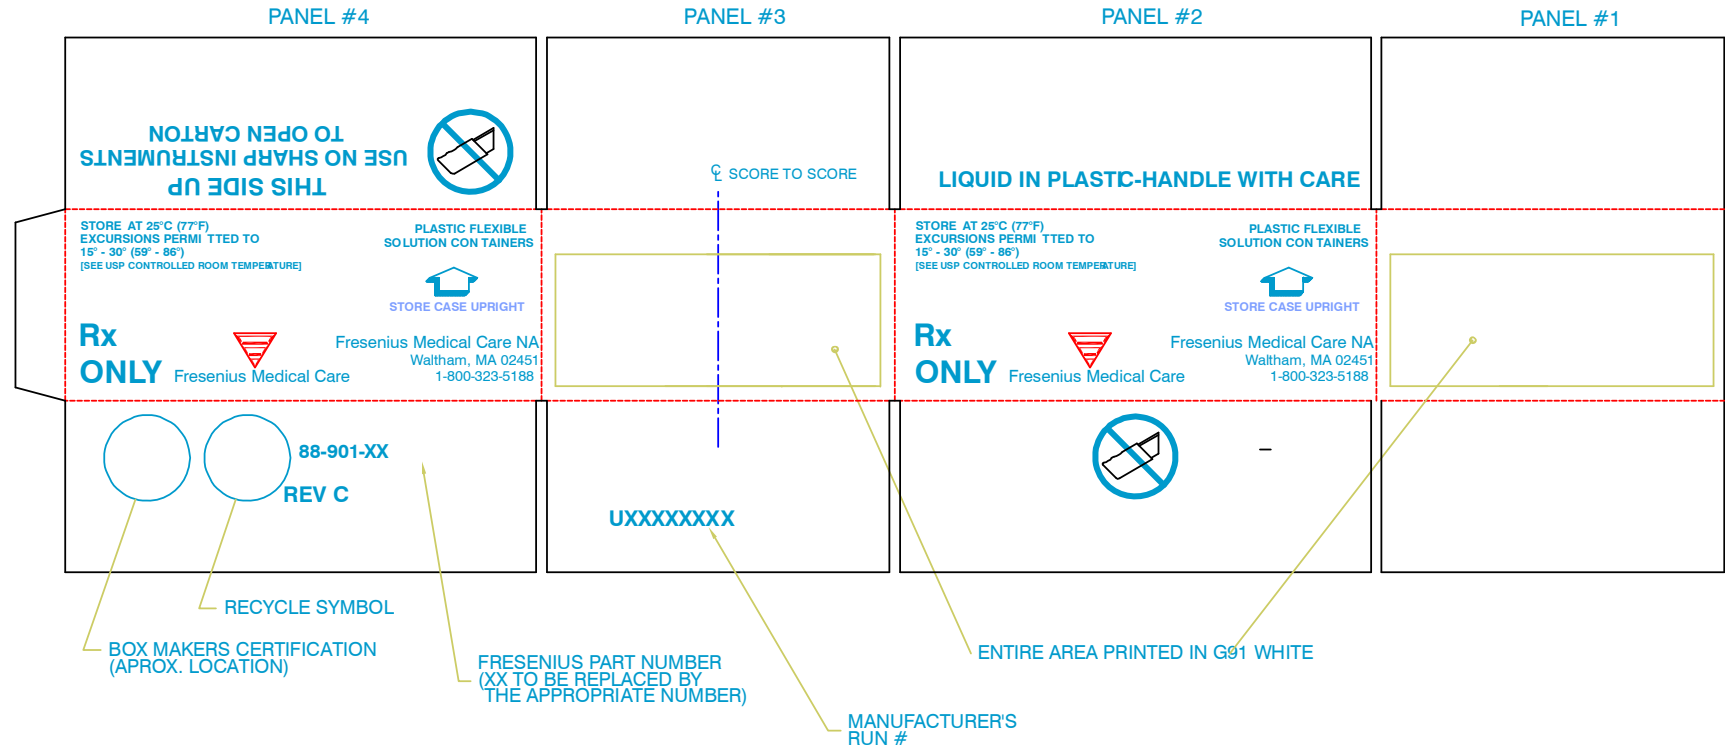 PANEL #4
PANEL #3
PANEL #2
PANEL #1
THIS SIDE UP
USE NO SHARP INSTRUMENTS
TO OPEN CARTON
℄ SCORE TO SCORE
LIQUID IN PLASTIC-HANDLE WITH CARE
STORE AT 25°C (77°F)
EXCURSIONS PERMI TTED TO
15° - 30° (59° - 86°)
[SEE USP CONTROLLED ROOM TEMPERATURE]
PLASTIC FLEXIBLE
SOLUTION CON TAINERS
STORE CASE UPRIGHT
Rx
ONLY
Fresenius Medical Care
Fresenius Medical Care NA
Waltham, MA 02451
1-800-323-5188
STORE AT 25°C (77°F)
EXCURSIONS PERMI TTED TO
15° - 30° (59° - 86°)
[SEE USP CONTROLLED ROOM TEMPERATURE]
PLASTIC FLEXIBLE
SOLUTION CON TAINERS
STORE CASE UPRIGHT
Rx
ONLY
Fresenius Medical Care
Fresenius Medical Care NA
Waltham, MA 02451
1-800-323-5188
88-901-XX
REV C
UXXXXXXXX
RECYCLE SYMBOL
BOX MAKERS CERTIFICATION
(APROX. LOCATION)
FRESENIUS PART NUMBER
(XX TO BE REPLACED BY
THE APPROPRIATE NUMBER)
ENTIRE AREA PRINTED IN G91 WHITE
MANUFACTURER'S
RUN #